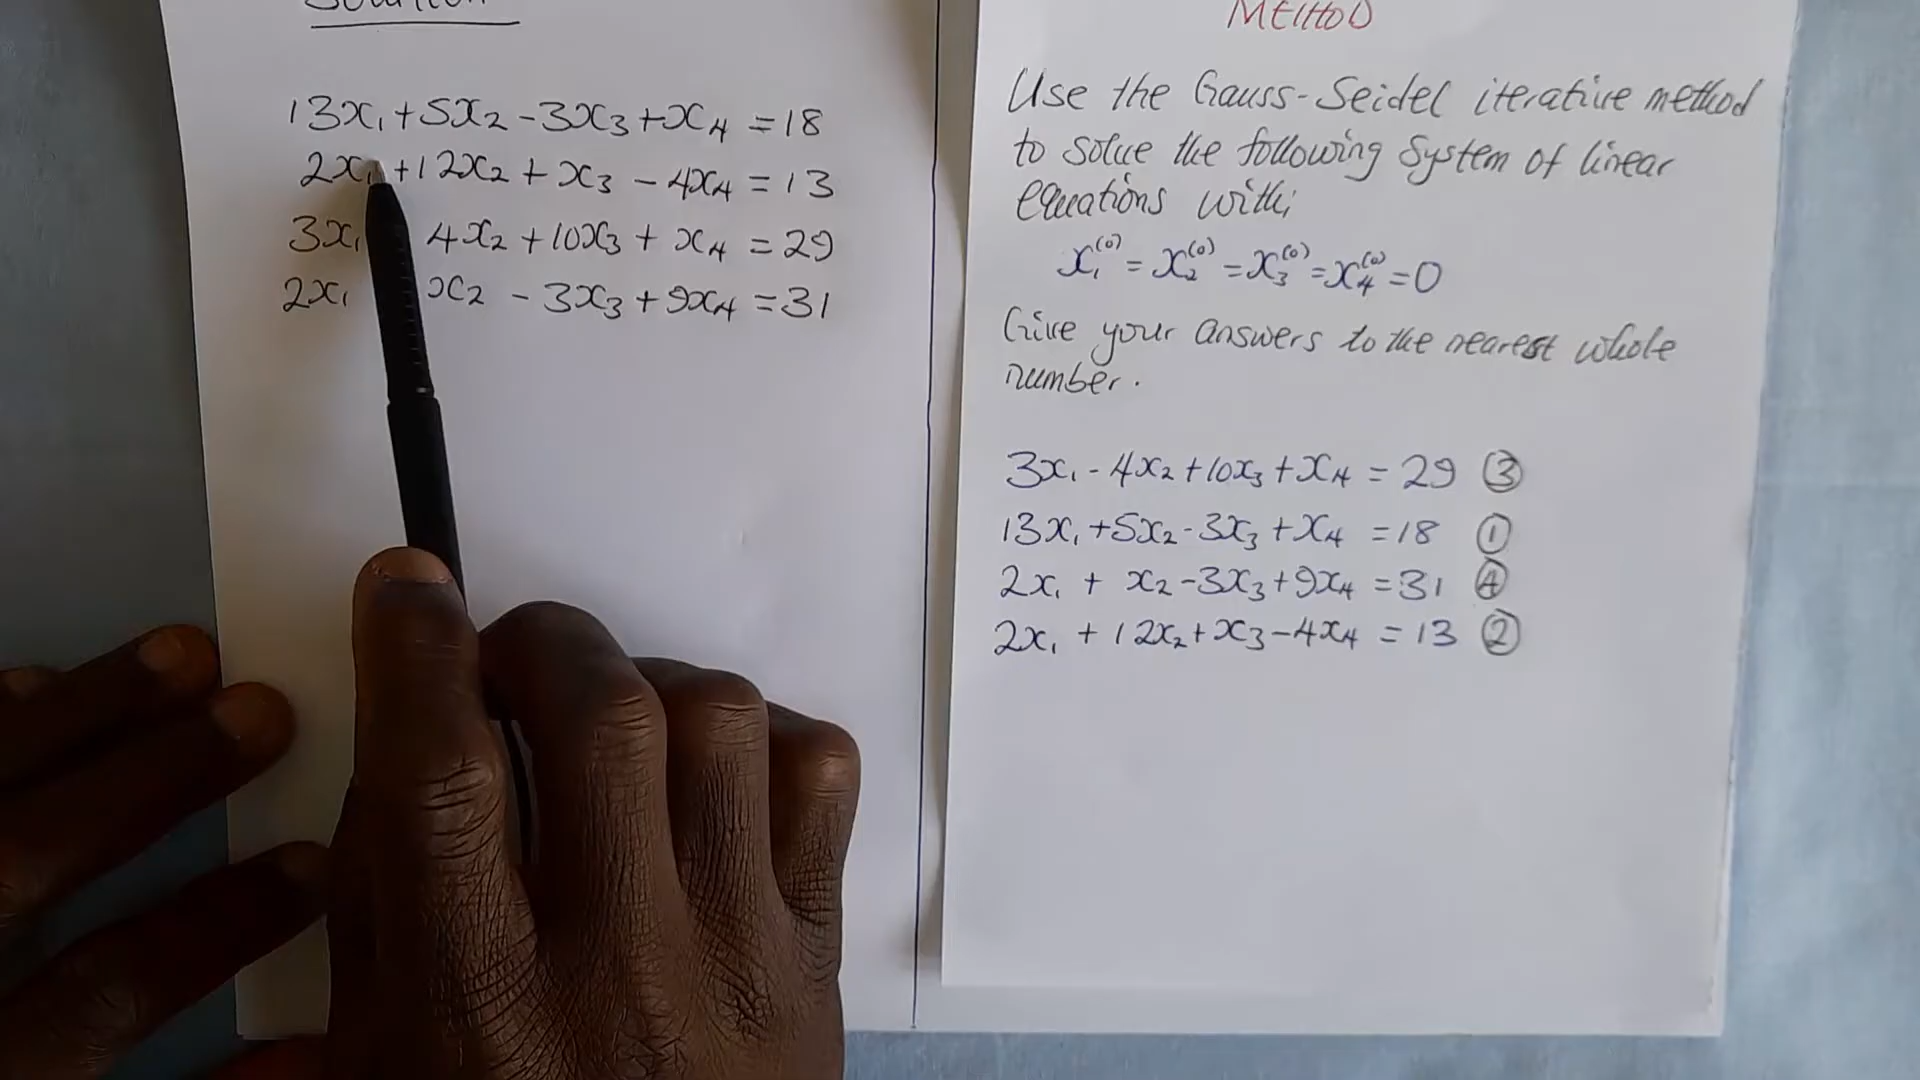 Solution
13x₁ + 5x₂ - 3x₃ + x₄ = 18
2x₁ + 12x₂ + x₃ - 4x₄ = 13
3x₁ 4x₂ + 10x₃ + x₄ = 29
2x₁ x₂ - 3x₃ + 9x₄ = 31
METHOD
Use the Gauss-Seidel iterative method
to solve the following system of linear
equations with;
x₁⁽⁰⁾ = x₂⁽⁰⁾ = x₃⁽⁰⁾ = x₄⁽⁰⁾ = 0
Give your answers to the nearest whole
number.
3x₁ - 4x₂ + 10x₃ + x₄ = 29 ③
13x₁ + 5x₂ - 3x₃ + x₄ = 18 ①
2x₁ + x₂ - 3x₃ + 9x₄ = 31 ④
2x₁ + 12x₂ + x₃ - 4x₄ = 13 ②